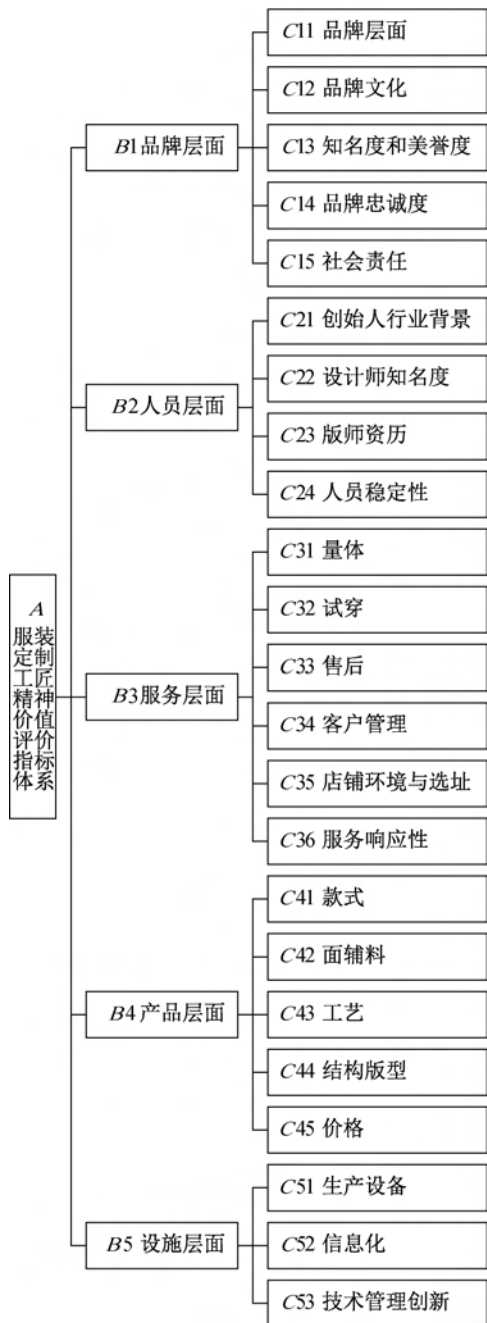 A
服装
定制
工匠
精神
价值
评价
指标
体系
B1品牌层面
C11 品牌层面
C12 品牌文化
C13 知名度和美誉度
C14 品牌忠诚度
C15 社会责任
B2人员层面
C21 创始人行业背景
C22 设计师知名度
C23 版师资历
C24 人员稳定性
B3服务层面
C31 量体
C32 试穿
C33 售后
C34 客户管理
C35 店铺环境与选址
C36 服务响应性
B4产品层面
C41 款式
C42 面辅料
C43 工艺
C44 结构版型
C45 价格
B5 设施层面
C51 生产设备
C52 信息化
C53 技术管理创新